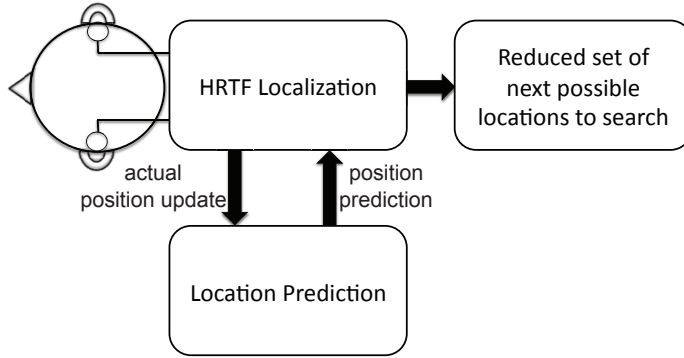 HRTF Localization
Reduced set of
next possible
locations to search
actual
position update
position
prediction
Location Prediction